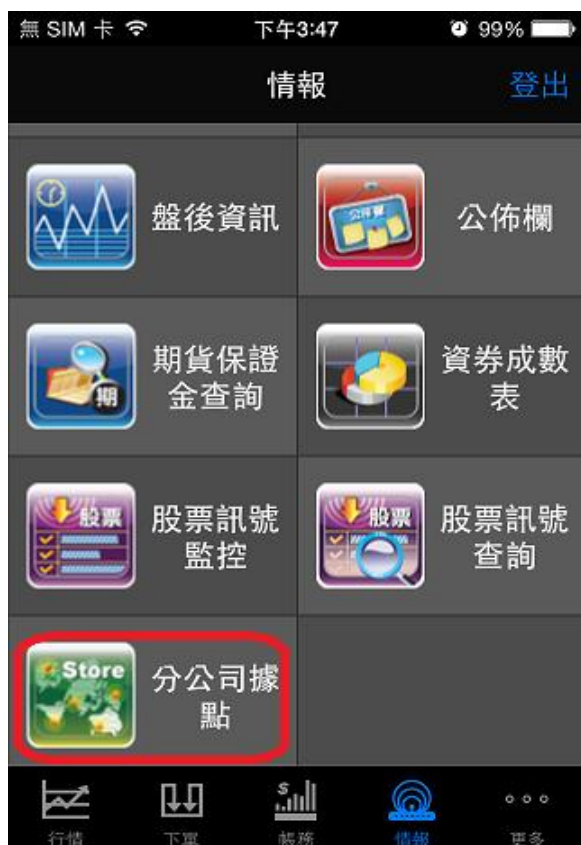 無 SIM 卡 下午3:47 99%
情報 登出
盤後資訊
公佈欄
公佈欄
期
期貨保證
金查詢
資券成數
表
股票
股票訊號
監控
股票
股票訊號
查詢
Store
分公司據
點
$
行情 下單 帳務 情報 更多